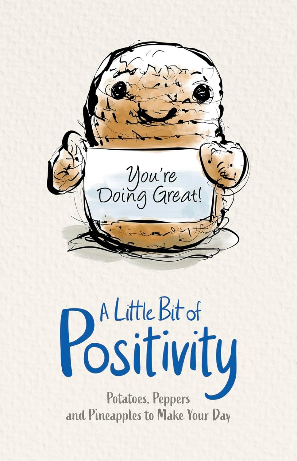 You're
Doing Great!
A Little Bit of
Positivity
Potatoes, Peppers
and Pineapples to Make Your Day